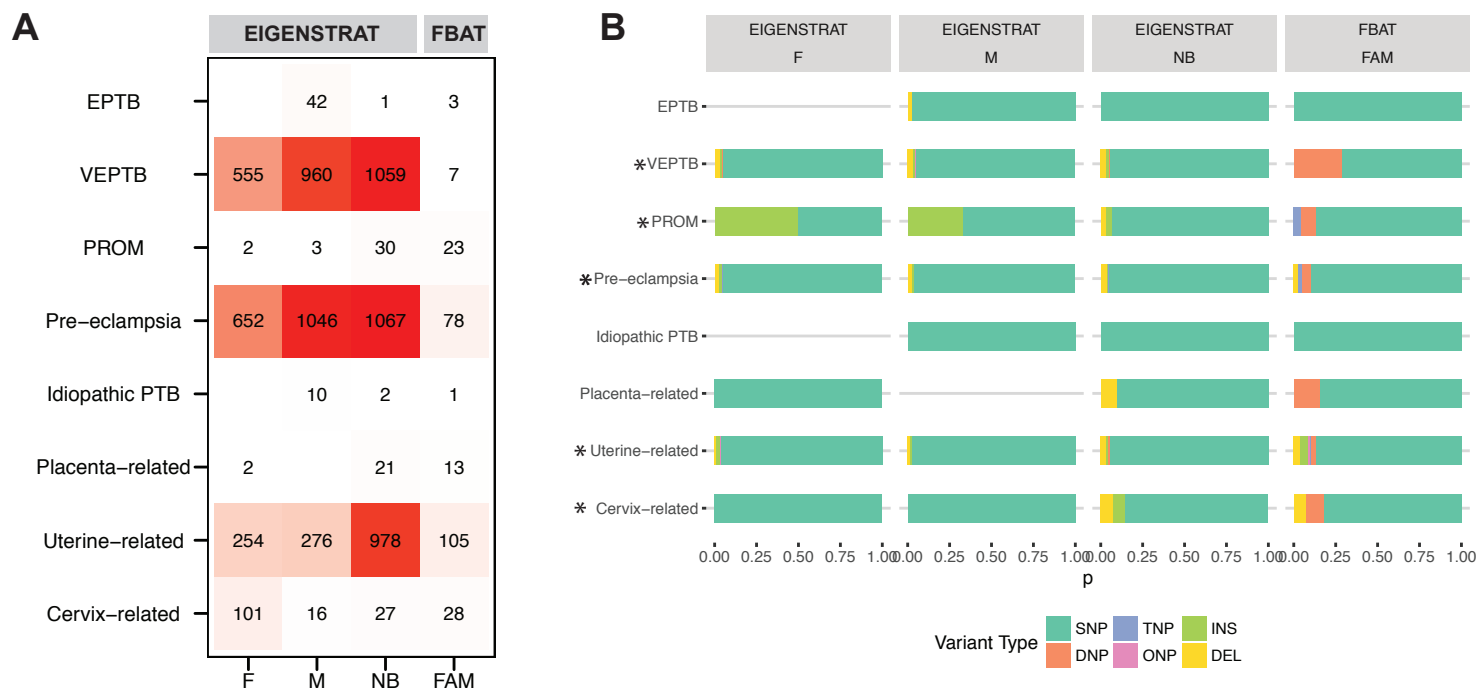 A
EIGENSTRAT FBAT
EPTB 42 1 3
VEPTB 555 960 1059 7
PROM 2 3 30 23
Pre−eclampsia 652 1046 1067 78
Idiopathic PTB 10 2 1
Placenta−related 2 21 13
Uterine−related 254 276 978 105
Cervix−related 101 16 27 28
F M NB FAM
B
EIGENSTRAT EIGENSTRAT EIGENSTRAT FBAT
F M NB FAM
EPTB
*VEPTB
*PROM
*Pre−eclampsia
Idiopathic PTB
Placenta−related
* Uterine−related
* Cervix−related
0.00 0.25 0.50 0.75 1.00 0.00 0.25 0.50 0.75 1.00 0.00 0.25 0.50 0.75 1.00 0.00 0.25 0.50 0.75 1.00
p
Variant Type
SNP TNP INS
DNP ONP DEL